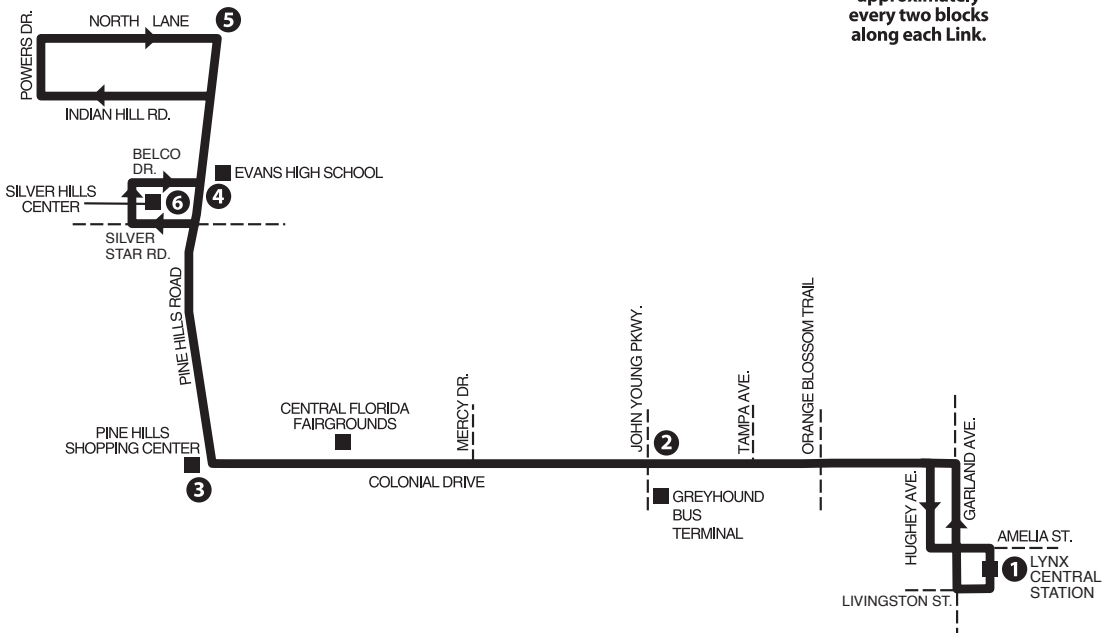 approximately
every two blocks
along each Link.
NORTH LANE
5
POWERS DR.
INDIAN HILL RD.
BELCO
DR.
EVANS HIGH SCHOOL
SILVER HILLS
CENTER
6
4
SILVER
STAR RD.
PINE HILLS ROAD
PINE HILLS
SHOPPING CENTER
3
CENTRAL FLORIDA
FAIRGROUNDS
MERCY DR.
COLONIAL DRIVE
JOHN YOUNG PKWY.
2
TAMPA AVE.
ORANGE BLOSSOM TRAIL
GREYHOUND
BUS
TERMINAL
HUGHEY AVE.
GARLAND AVE.
AMELIA ST.
1
LYNX
CENTRAL
STATION
LIVINGSTON ST.